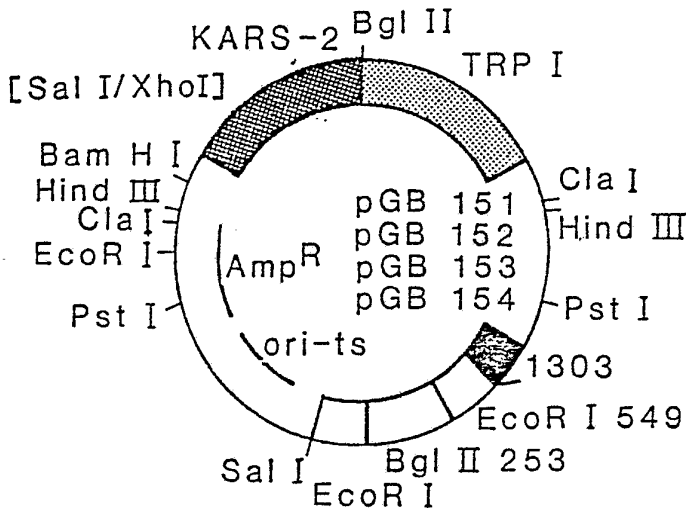 KARS-2
Bgl II
TRP I
[Sal I/XhoI]
Bam H I
Hind III
Cla I
EcoR I
Pst I
Amp^R
ori-ts
pGB 151
pGB 152
pGB 153
pGB 154
Cla I
Hind III
Pst I
1303
EcoR I 549
Bgl II 253
EcoR I
Sal I